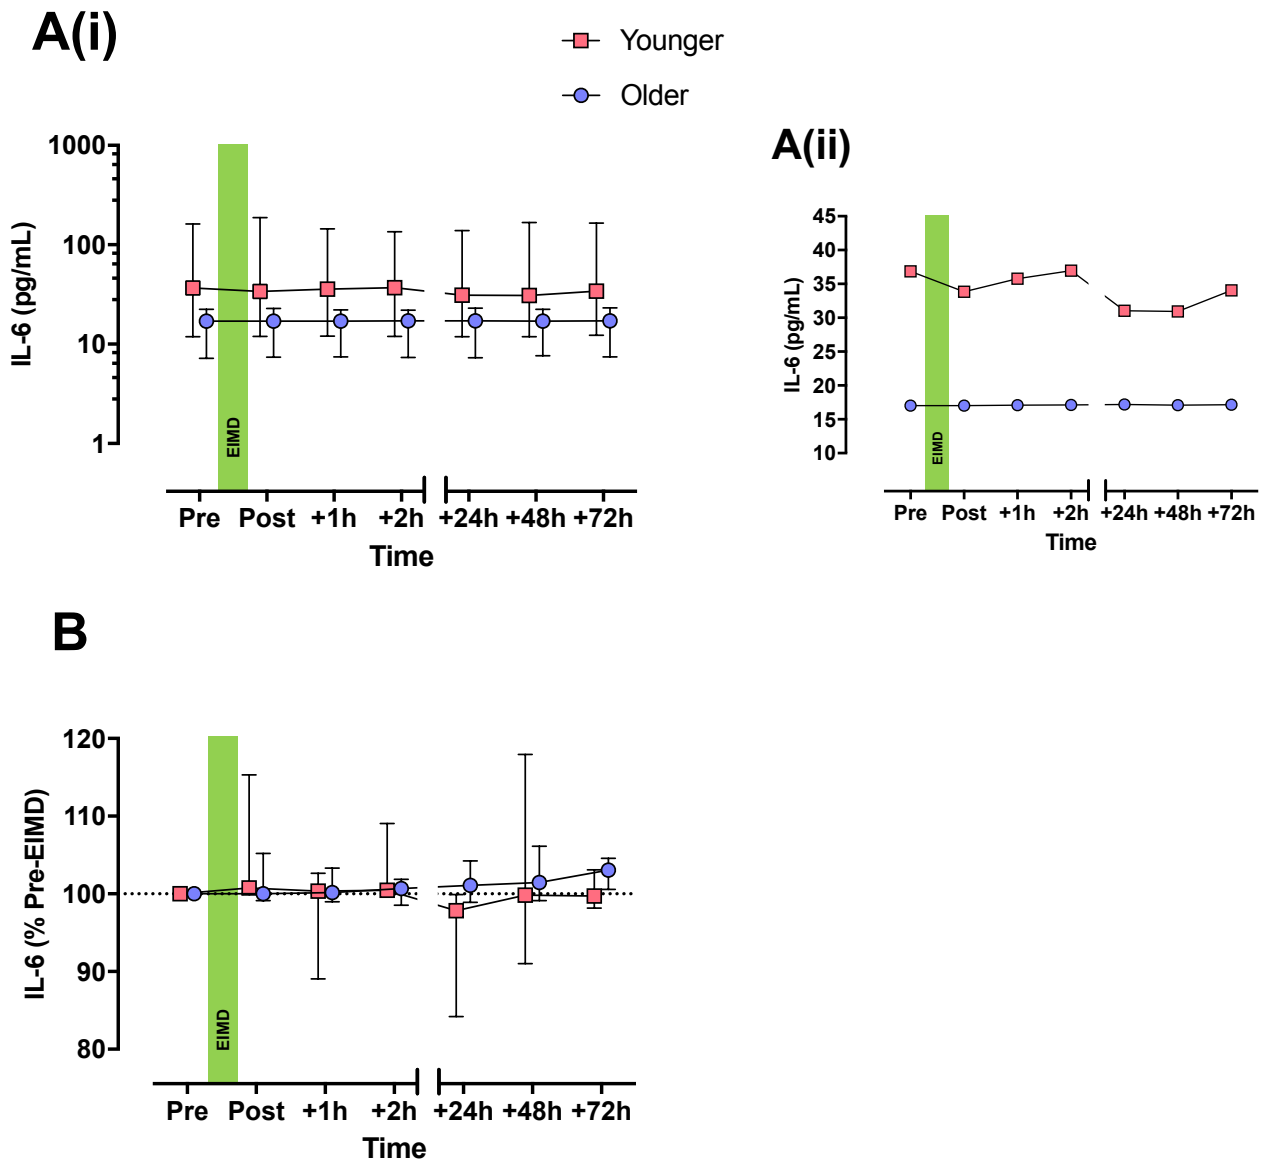 A(i)
Younger
Older
1000
100
10
1
IL-6 (pg/mL)
EIMD
Pre Post +1h +2h +24h +48h +72h
Time
A(ii)
45
40
35
30
25
20
15
10
IL-6 (pg/mL)
EIMD
Pre Post +1h +2h +24h +48h +72h
Time
B
120
110
100
90
80
IL-6 (% Pre-EIMD)
EIMD
Pre Post +1h +2h +24h +48h +72h
Time